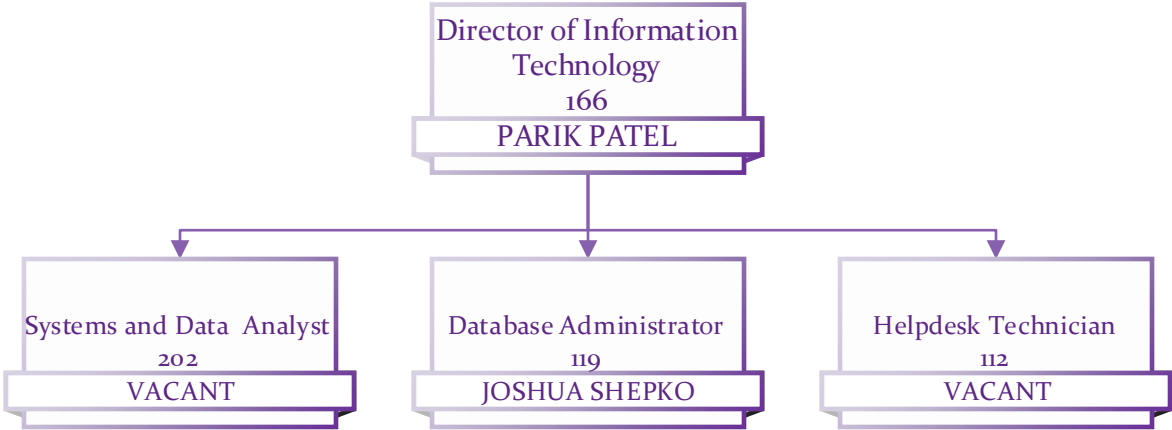 Director of Information
Technology
166
PARIK PATEL
Systems and Data Analyst
202
VACANT
Database Administrator
119
JOSHUA SHEPKO
Helpdesk Technician
112
VACANT